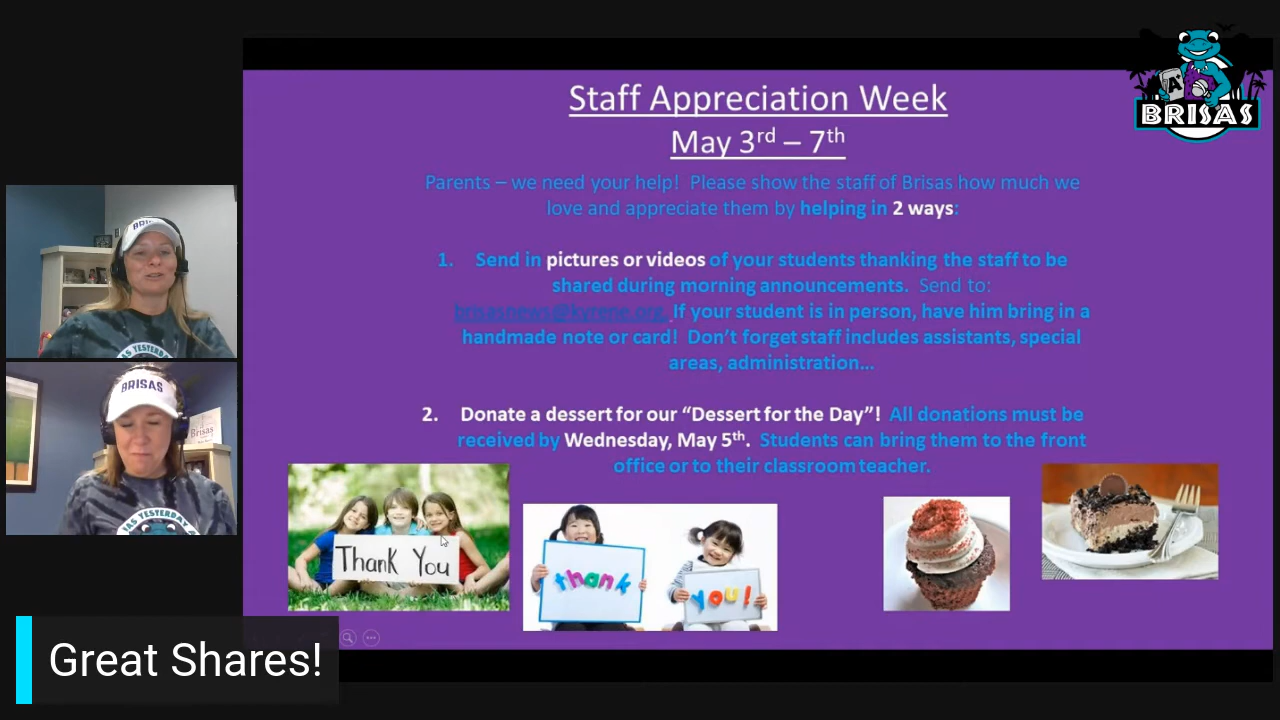 Staff Appreciation Week
May 3rd – 7th
BRISAS
Parents – we need your help! Please show the staff of Brisas how much we
love and appreciate them by helping in 2 ways:
1. Send in pictures or videos of your students thanking the staff to be
shared during morning announcements. Send to:
brisasnews@kyrene.org. If your student is in person, have him bring in a
handmade note or card! Don't forget staff includes assistants, special
areas, administration...
2. Donate a dessert for our “Dessert for the Day”! All donations must be
received by Wednesday, May 5th. Students can bring them to the front
office or to their classroom teacher.
Thank You
thank
you!
BRISAS
AS YESTERDAY
Great Shares!